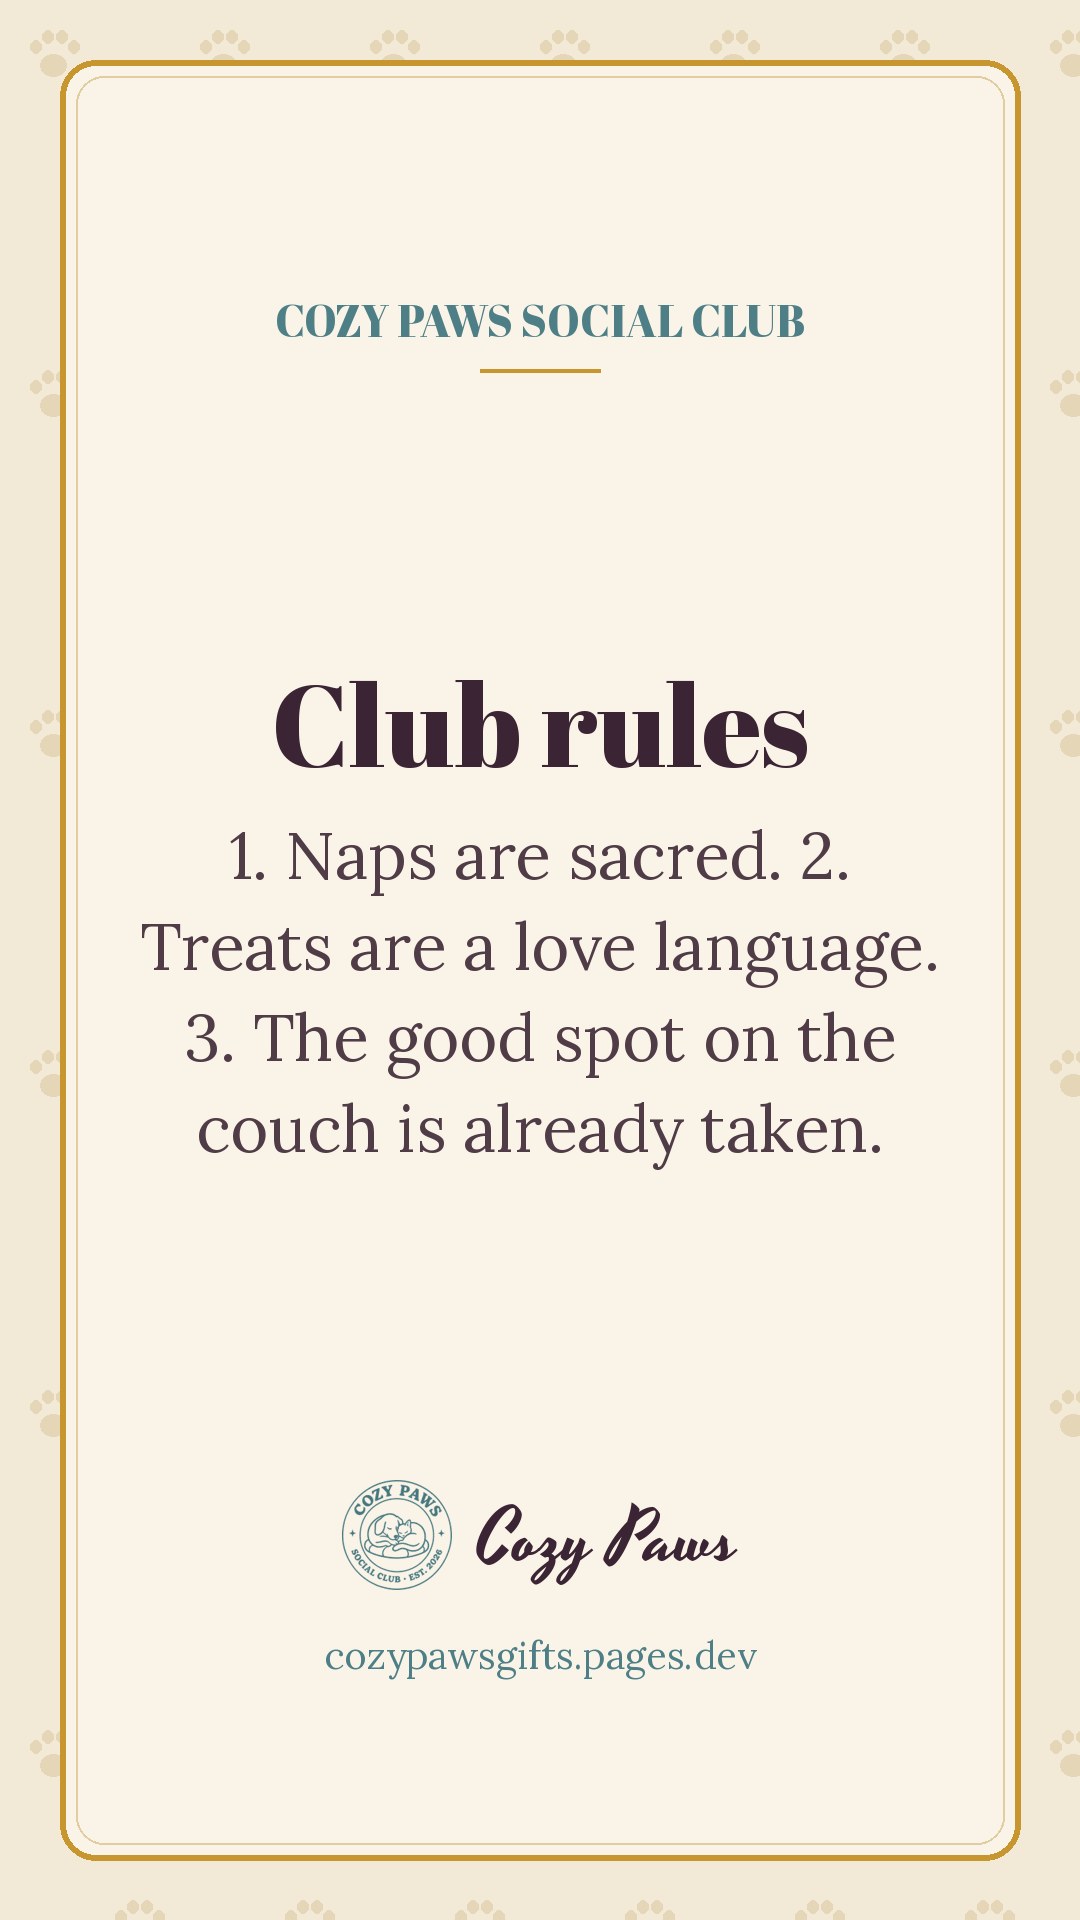 COZY PAWS SOCIAL CLUB
Club rules
1. Naps are sacred. 2.
Treats are a love language.
3. The good spot on the
couch is already taken.
COZY PAWS
SOCIAL CLUB · EST. 2026
Cozy Paws
cozypawsgifts.pages.dev